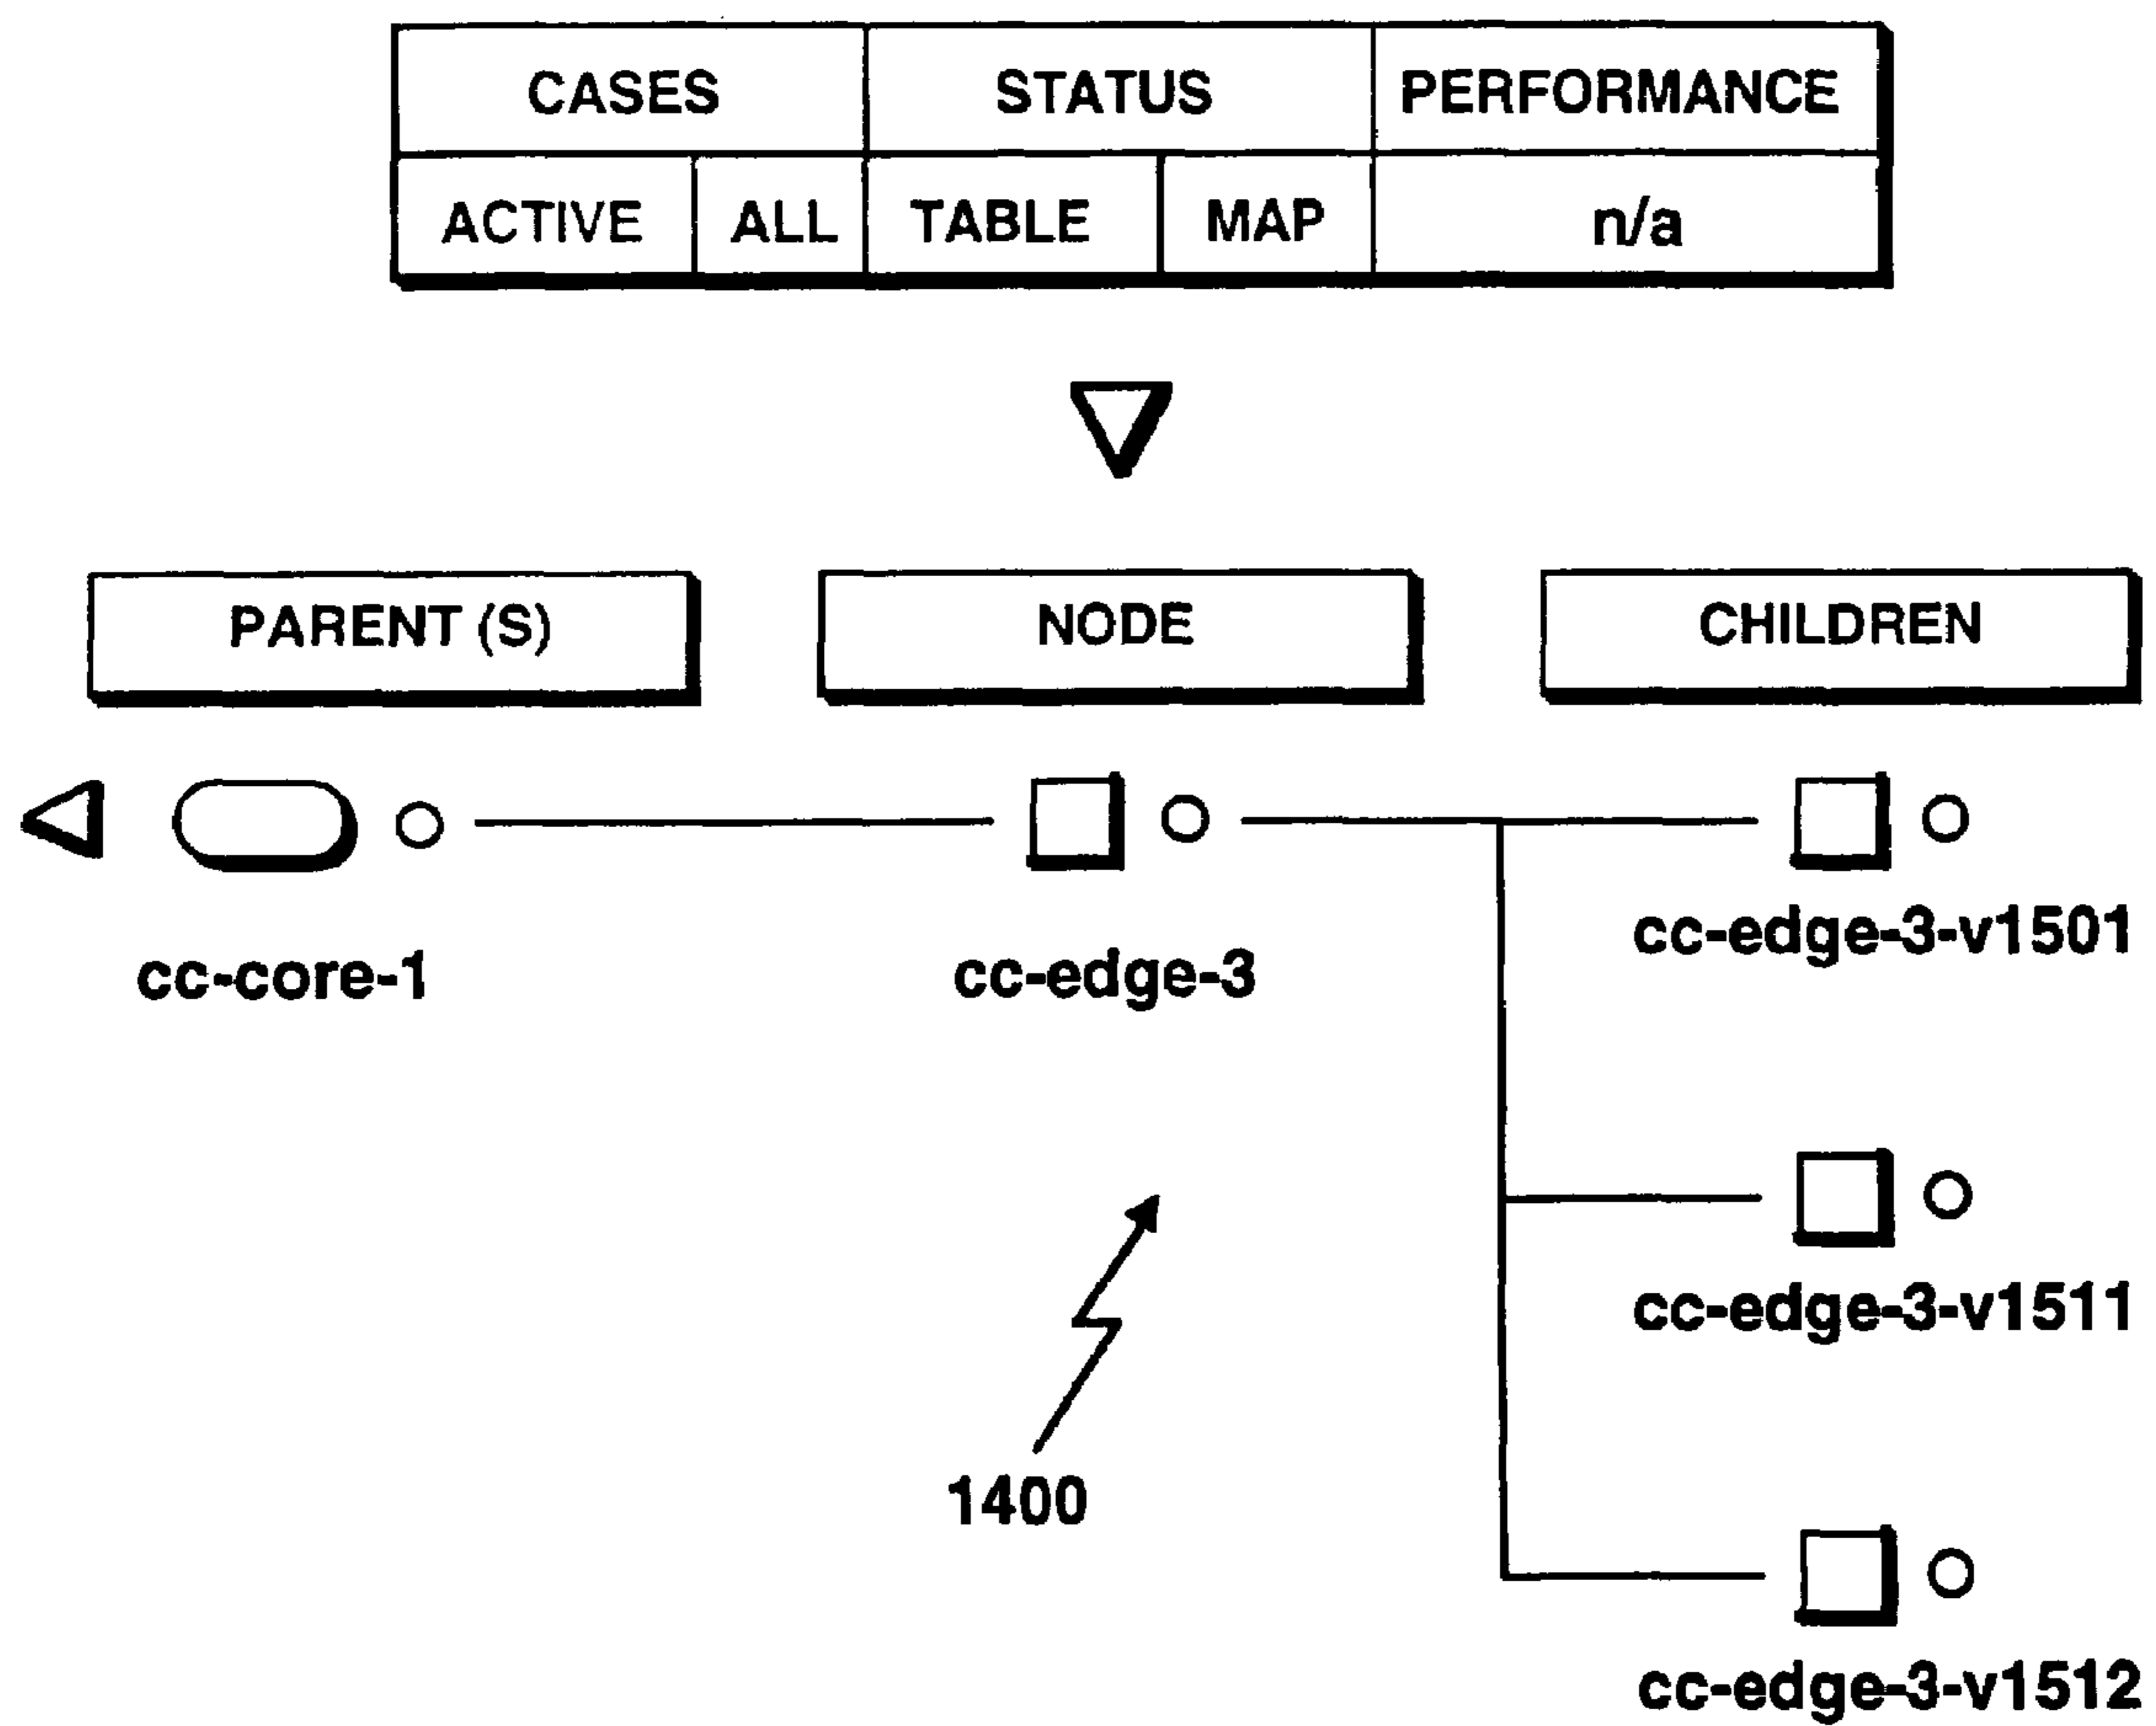 CASES STATUS PERFORMANCE
ACTIVE ALL TABLE MAP n/a
PARENT (S) NODE CHILDREN
cc-edge-3-v1501
cc-core-1 cc-edge-3
cc-edge-3-v1511
1400
cc-edge-3-v1512